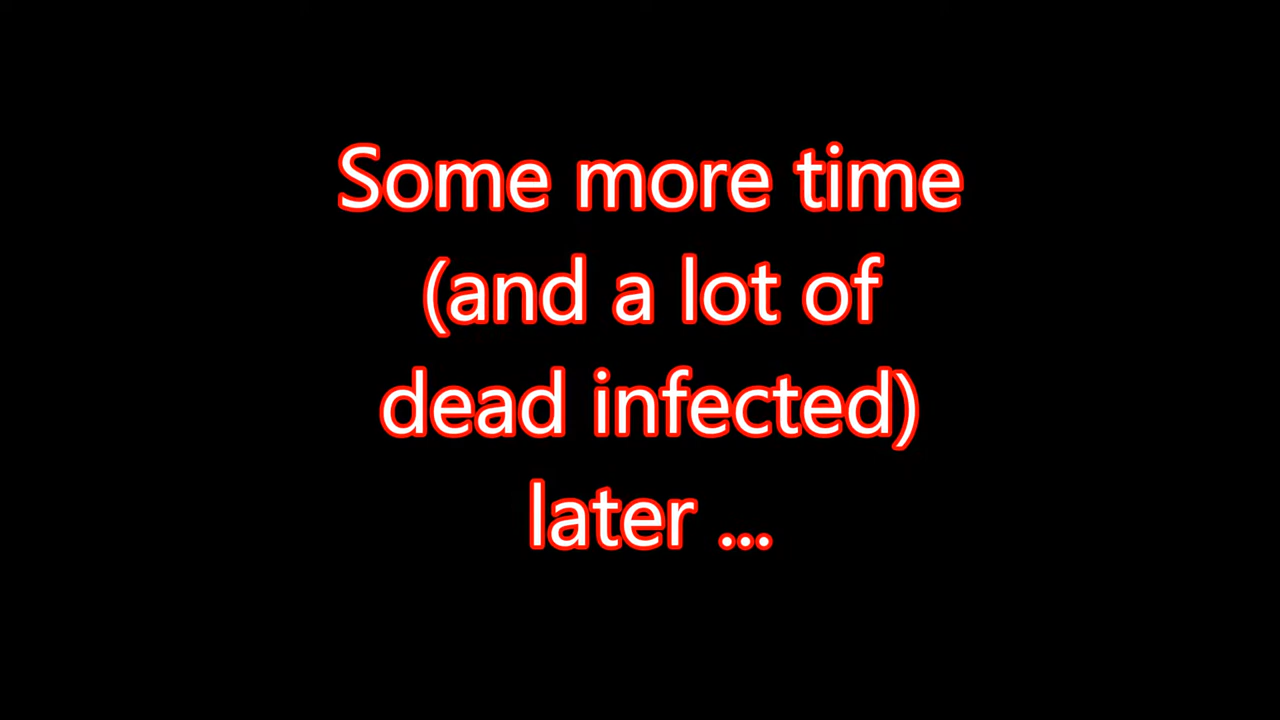 Some more time
(and a lot of
dead infected)
later ...